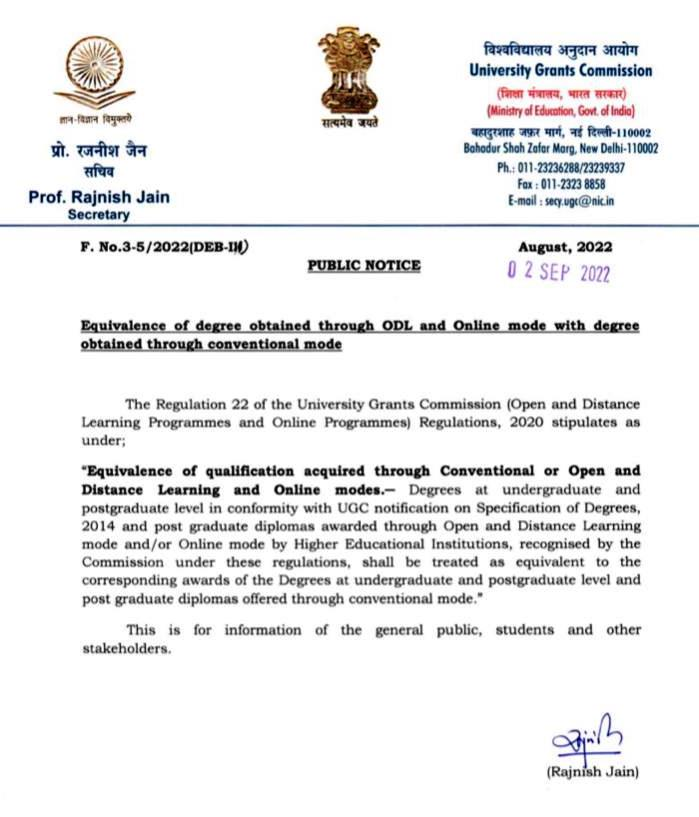 ज्ञान-विज्ञान विमुक्तये
प्रो. रजनीश जैन
सचिव
Prof. Rajnish Jain
Secretary
सत्यमेव जयते
विश्वविद्यालय अनुदान आयोग
University Grants Commission
(शिक्षा मंत्रालय, भारत सरकार)
(Ministry of Education, Govt. of India)
बहादुरशाह ज़फ़र मार्ग, नई दिल्ली-110002
Bahadur Shah Zafar Marg, New Delhi-110002
Ph.: 011-23236288/23239337
Fax : 011-2323 8858
E-mail : secy.ugc@nic.in
F. No.3-5/2022(DEB-III)
August, 2022
PUBLIC NOTICE
02 SEP 2022
Equivalence of degree obtained through ODL and Online mode with degree
obtained through conventional mode
The Regulation 22 of the University Grants Commission (Open and Distance
Learning Programmes and Online Programmes) Regulations, 2020 stipulates as
under;
"Equivalence of qualification acquired through Conventional or Open and
Distance Learning and Online modes.— Degrees at undergraduate and
postgraduate level in conformity with UGC notification on Specification of Degrees,
2014 and post graduate diplomas awarded through Open and Distance Learning
mode and/or Online mode by Higher Educational Institutions, recognised by the
Commission under these regulations, shall be treated as equivalent to the
corresponding awards of the Degrees at undergraduate and postgraduate level and
post graduate diplomas offered through conventional mode."
This is for information of the general public, students and other
stakeholders.
(Rajnish Jain)